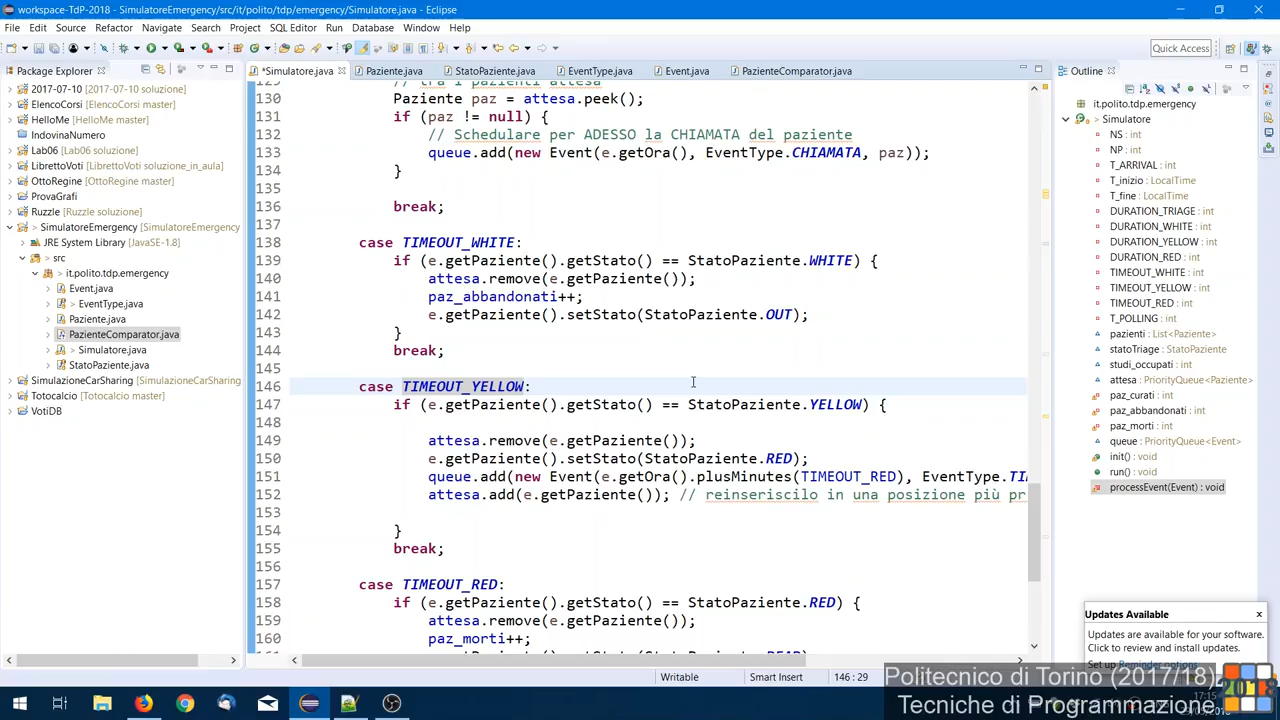 workspace-TdP-2018 - SimulatoreEmergency/src/it/polito/tdp/emergency/Simulatore.java - Eclipse
File Edit Source Refactor Navigate Search Project SQL Editor Run Database Window Help
Quick Access
Package Explorer
2017-07-10 [2017-07-10 soluzione]
ElencoCorsi [ElencoCorsi master]
HelloMe [HelloMe master]
IndovinaNumero
Lab06 [Lab06 soluzione]
LibrettoVoti [LibrettoVoti soluzione_in_aula]
OttoRegine [OttoRegine master]
ProvaGrafi
Ruzzle [Ruzzle soluzione]
SimulatoreEmergency [SimulatoreEmergency
JRE System Library [JavaSE-1.8]
src
it.polito.tdp.emergency
Event.java
> EventType.java
Paziente.java
PazienteComparator.java
> Simulatore.java
StatoPaziente.java
SimulazioneCarSharing [SimulazioneCarSharing
Totocalcio [Totocalcio master]
VotiDB
*Simulatore.java Paziente.java StatoPaziente.java EventType.java Event.java PazienteComparator.java
129 // tra i pazienti attesa
130 Paziente paz = attesa.peek();
131 if (paz != null) {
132 // Schedulare per ADESSO la CHIAMATA del paziente
133 queue.add(new Event(e.getOra(), EventType.CHIAMATA, paz));
134 }
135
136 break;
137
138 case TIMEOUT_WHITE:
139 if (e.getPaziente().getStato() == StatoPaziente.WHITE) {
140 attesa.remove(e.getPaziente());
141 paz_abbandonati++;
142 e.getPaziente().setStato(StatoPaziente.OUT);
143 }
144 break;
145
146 case TIMEOUT_YELLOW:
147 if (e.getPaziente().getStato() == StatoPaziente.YELLOW) {
148
149 attesa.remove(e.getPaziente());
150 e.getPaziente().setStato(StatoPaziente.RED);
151 queue.add(new Event(e.getOra().plusMinutes(TIMEOUT_RED), EventType.TI
152 attesa.add(e.getPaziente()); // reinseriscilo in una posizione più pr
153
154 }
155 break;
156
157 case TIMEOUT_RED:
158 if (e.getPaziente().getStato() == StatoPaziente.RED) {
159 attesa.remove(e.getPaziente());
160 paz_morti++;
Outline
it.polito.tdp.emergency
Simulatore
NS : int
NP : int
T_ARRIVAL : int
T_inizio : LocalTime
T_fine : LocalTime
DURATION_TRIAGE : int
DURATION_WHITE : int
DURATION_YELLOW : int
DURATION_RED : int
TIMEOUT_WHITE : int
TIMEOUT_YELLOW : int
TIMEOUT_RED : int
T_POLLING : int
pazienti : List<Paziente>
statoTriage : StatoPaziente
studi_occupati : int
attesa : PriorityQueue<Paziente>
paz_curati : int
paz_abbandonati : int
paz_morti : int
queue : PriorityQueue<Event>
init() : void
run() : void
processEvent(Event) : void
Updates Available
Updates are available for your software.
Click to review and install updates.
Set up Reminder options
Writable Smart Insert 146 : 29
Politecnico di Torino (2017/18)
Tecniche di Programmazione
2018
17:15